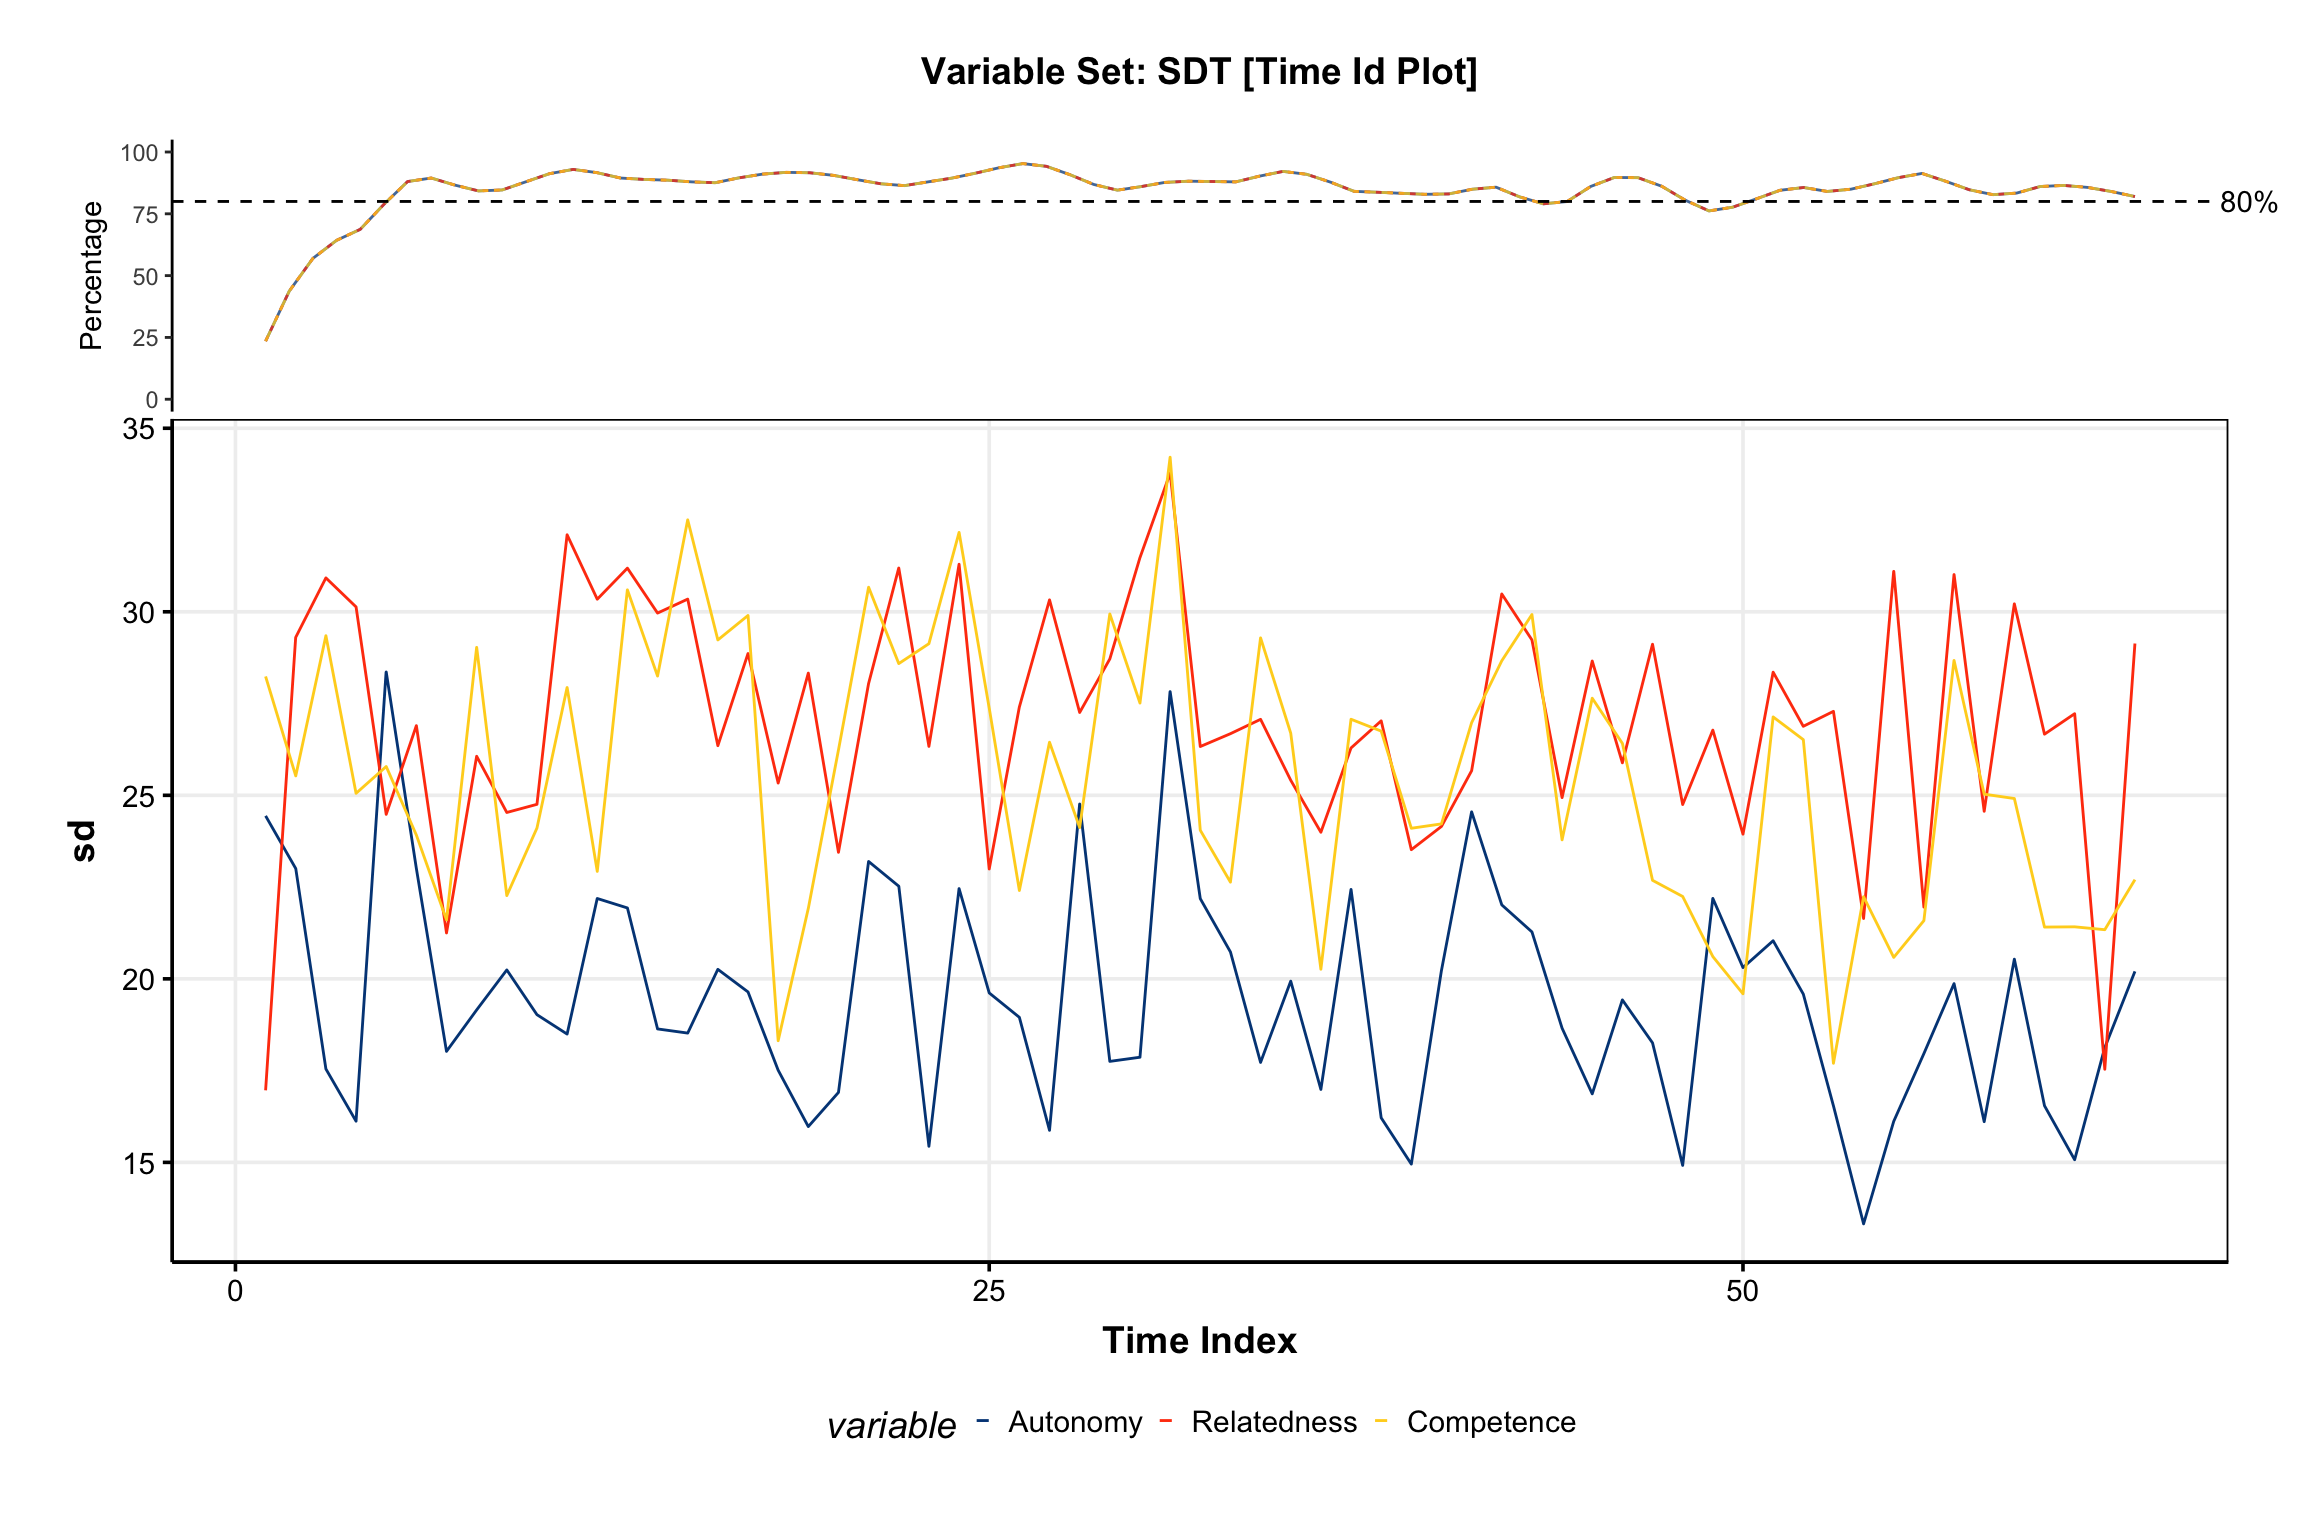 Variable Set: SDT [Time Id Plot]
100
75
50
25
0
Percentage
80%
35
30
25
20
15
sd
0 25 50
Time Index
variable Autonomy Relatedness Competence